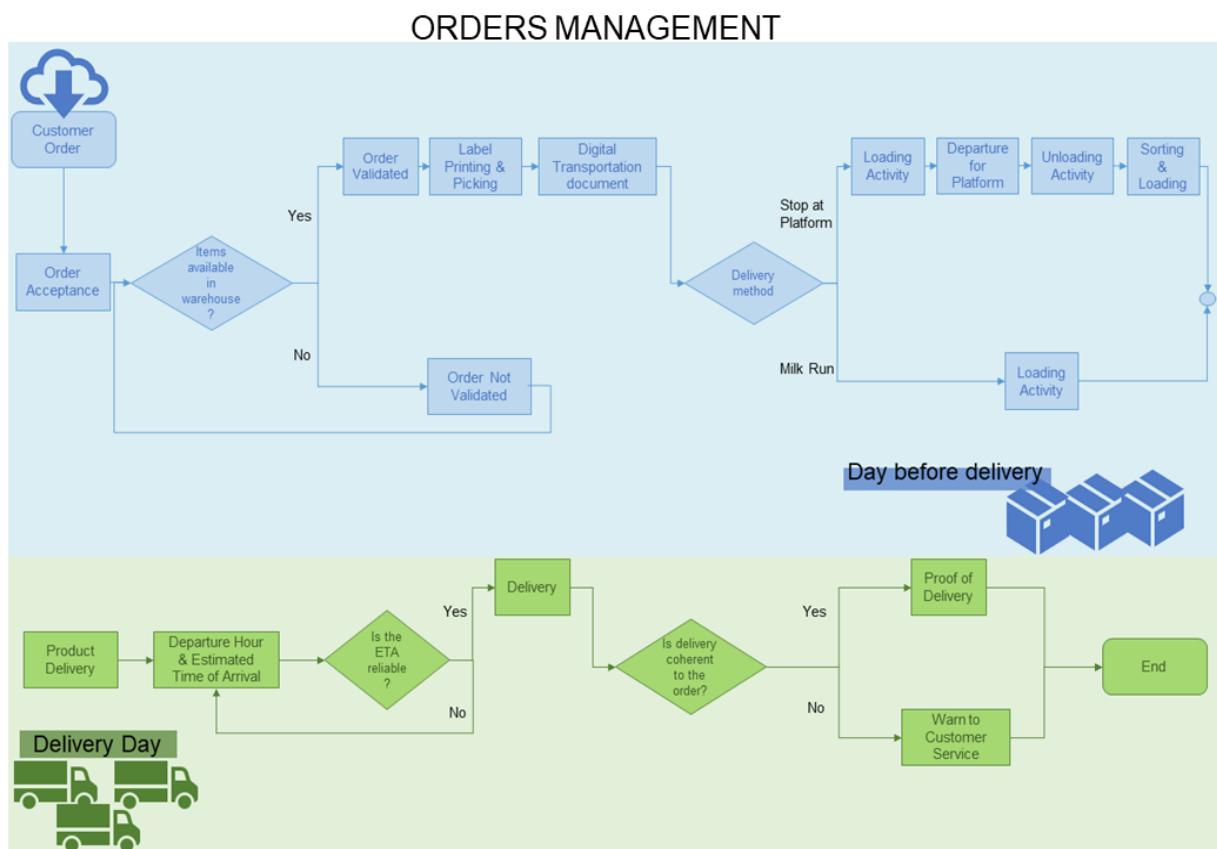 ORDERS MANAGEMENT
Customer
Order
Order
Acceptance
Items
available
in
warehouse
?
Yes
No
Order
Validated
Label
Printing &
Picking
Digital
Transportation
document
Order Not
Validated
Delivery
method
Stop at
Platform
Milk Run
Loading
Activity
Departure
for
Platform
Unloading
Activity
Sorting
&
Loading
Loading
Activity
Day before delivery
Product
Delivery
Departure Hour
& Estimated
Time of Arrival
Is the
ETA
reliable
?
Yes
No
Delivery
Is delivery
coherent
to the
order?
Yes
No
Proof of
Delivery
Warn to
Customer
Service
End
Delivery Day